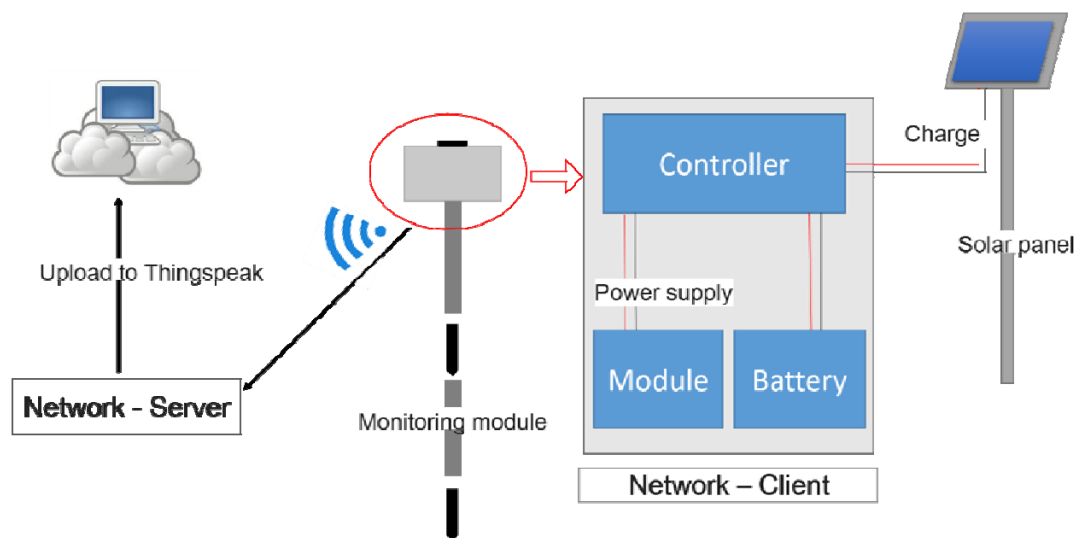 Controller
Charge
Solar panel
Upload to Thingspeak
Power supply
Module
Battery
Network - Server
Monitoring module
Network – Client